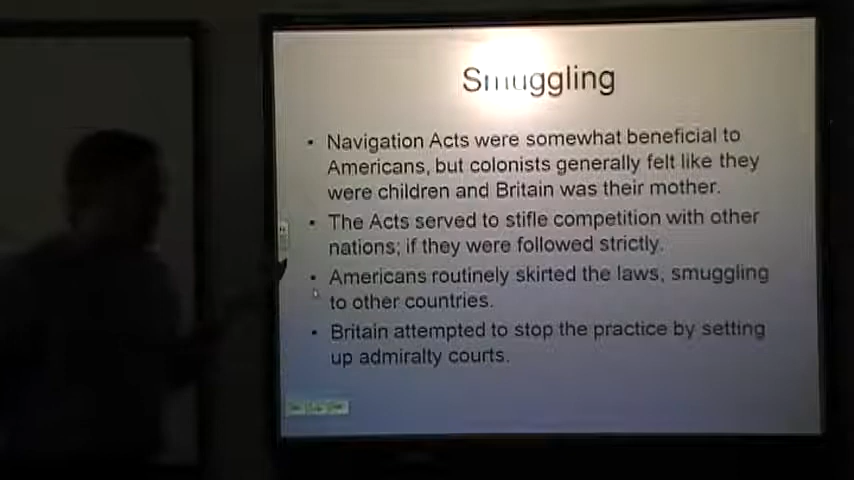 Smuggling
• Navigation Acts were somewhat beneficial to
Americans, but colonists generally felt like they
were children and Britain was their mother.
• The Acts served to stifle competition with other
nations; if they were followed strictly.
• Americans routinely skirted the laws, smuggling
to other countries.
• Britain attempted to stop the practice by setting
up admiralty courts.